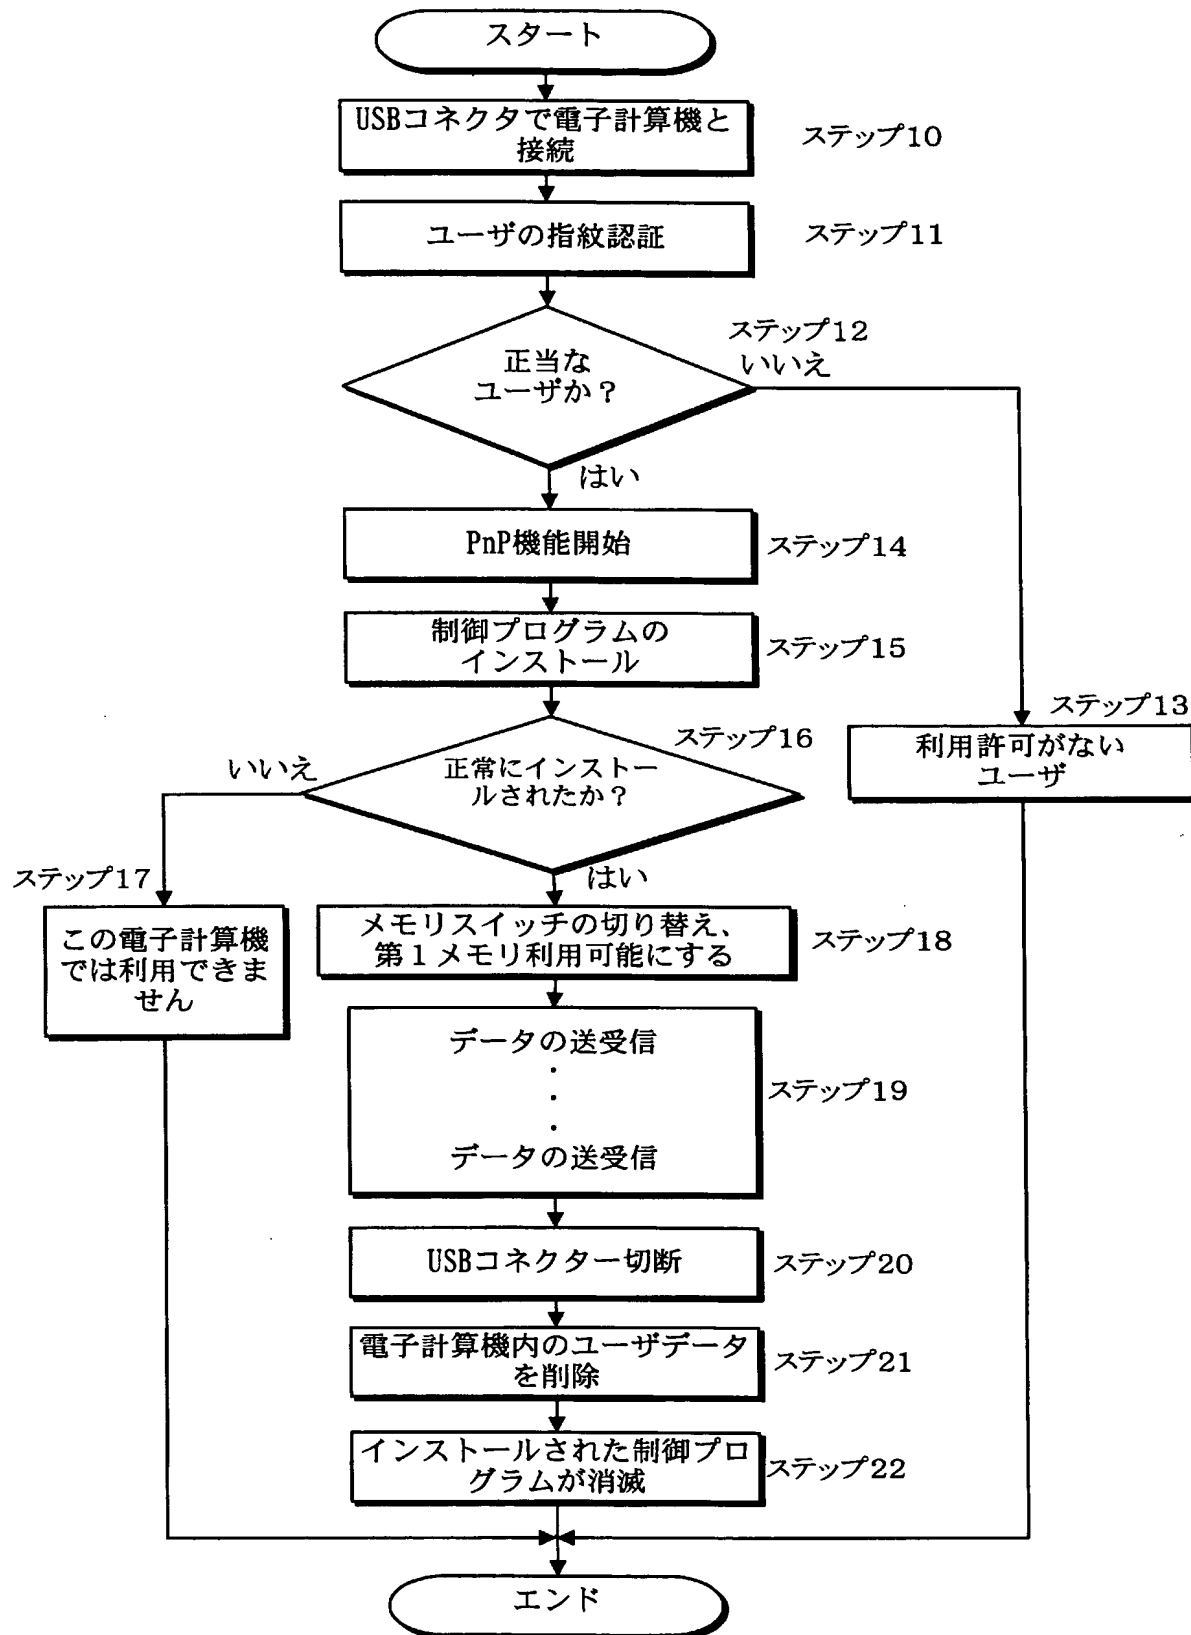 スタート
USBコネクタで電子計算機と
接続
ステップ10
ユーザの指紋認証
ステップ11
ステップ12
正当な
ユーザか？
いいえ
はい
PnP機能開始
ステップ14
制御プログラムの
インストール
ステップ15
ステップ13
利用許可がない
ユーザ
ステップ16
正常にインストー
ルされたか？
いいえ
はい
ステップ17
この電子計算機
では利用できま
せん
メモリスイッチの切り替え、
第１メモリ利用可能にする
ステップ18
データの送受信
・
・
・
データの送受信
ステップ19
USBコネクター切断
ステップ20
電子計算機内のユーザデータ
を削除
ステップ21
インストールされた制御プロ
グラムが消滅
ステップ22
エンド